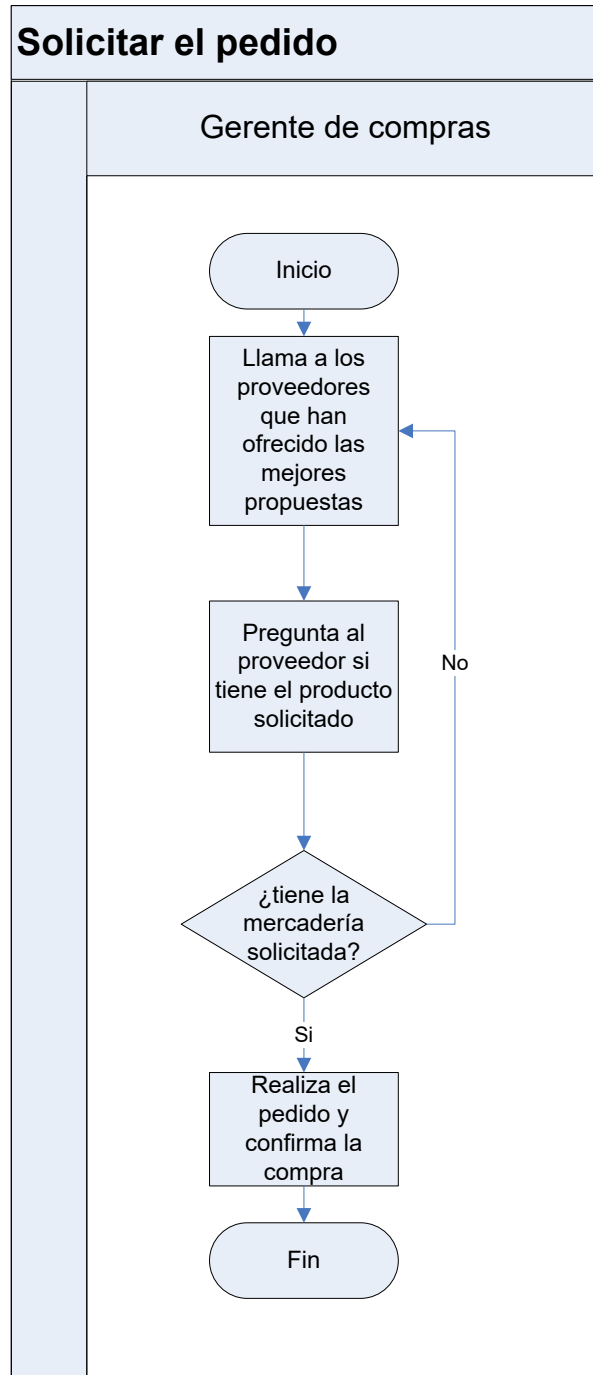 Solicitar el pedido
Gerente de compras
Inicio
Llama a los
proveedores
que han
ofrecido las
mejores
propuestas
Pregunta al
proveedor si
tiene el producto
solicitado
No
¿tiene la
mercadería
solicitada?
Si
Realiza el
pedido y
confirma la
compra
Fin